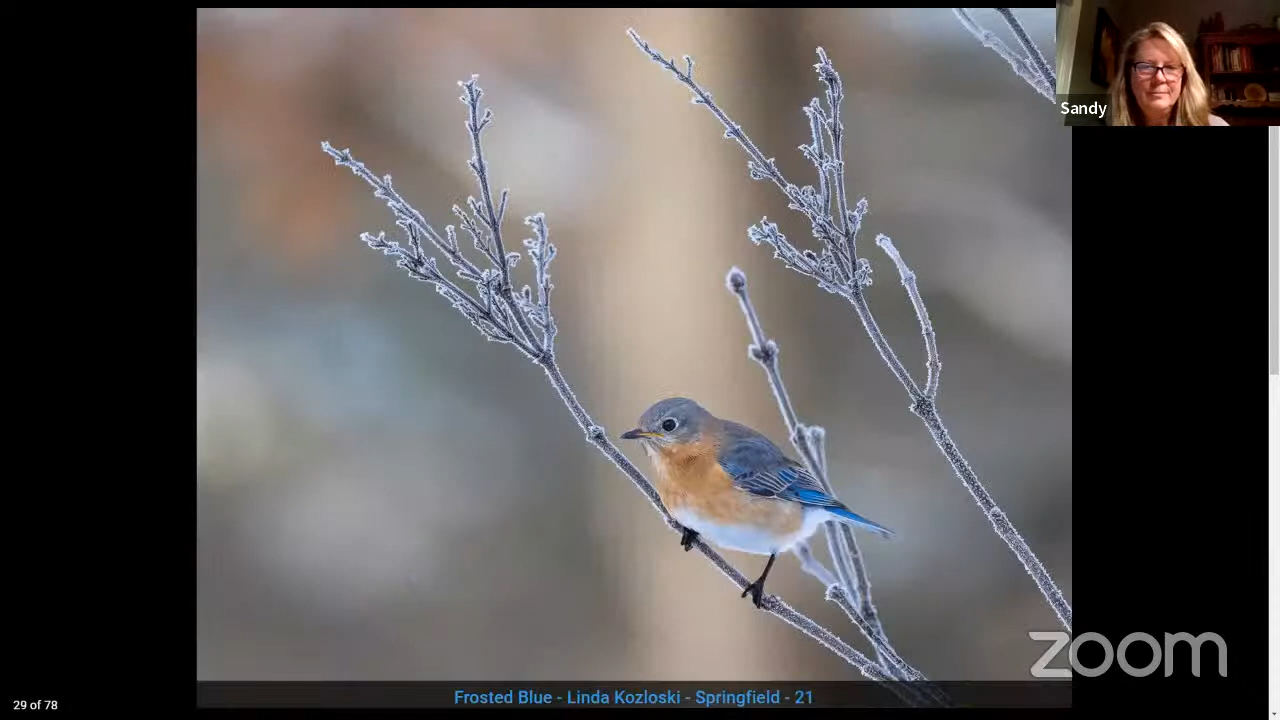 Sandy
zoom
Frosted Blue - Linda Kozloski - Springfield - 21
29 of 78